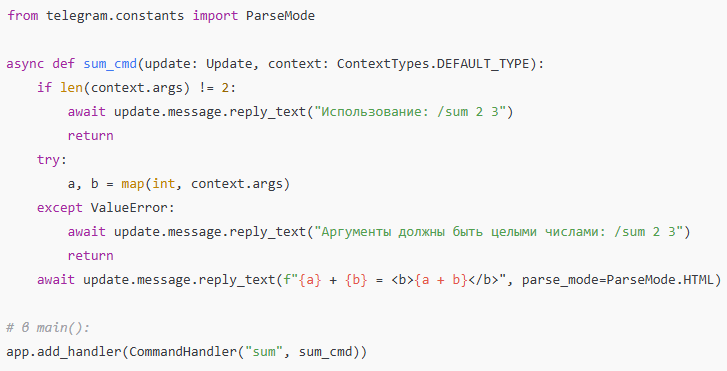 from telegram.constants import ParseMode

async def sum_cmd(update: Update, context: ContextTypes.DEFAULT_TYPE):
    if len(context.args) != 2:
        await update.message.reply_text("Использование: /sum 2 3")
        return
    try:
        a, b = map(int, context.args)
    except ValueError:
        await update.message.reply_text("Аргументы должны быть целыми числами: /sum 2 3")
        return
    await update.message.reply_text(f"{a} + {b} = <b>{a + b}</b>", parse_mode=ParseMode.HTML)

# в main():
app.add_handler(CommandHandler("sum", sum_cmd))